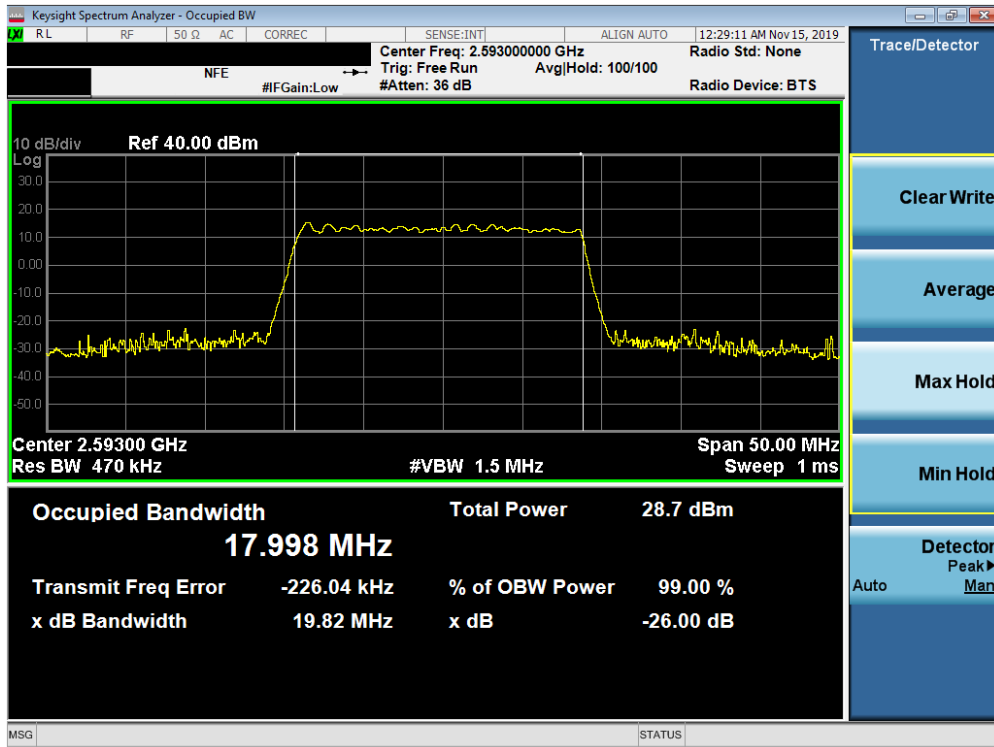 Keysight Spectrum Analyzer - Occupied BW
LXI RL RF 50 Ω AC CORREC SENSE:INT ALIGN AUTO 12:29:11 AM Nov 15, 2019
Center Freq: 2.593000000 GHz Radio Std: None
NFE Trig: Free Run Avg|Hold: 100/100
#IFGain:Low #Atten: 36 dB Radio Device: BTS
Trace/Detector
10 dB/div Ref 40.00 dBm
Log
30.0
20.0
10.0
0.00
-10.0
-20.0
-30.0
-40.0
-50.0
Center 2.59300 GHz Span 50.00 MHz
Res BW 470 kHz #VBW 1.5 MHz Sweep 1 ms
Occupied Bandwidth Total Power 28.7 dBm
17.998 MHz
Transmit Freq Error -226.04 kHz % of OBW Power 99.00 %
x dB Bandwidth 19.82 MHz x dB -26.00 dB
Clear Write
Average
Max Hold
Min Hold
Detector
Peak▶
Auto Man
MSG STATUS